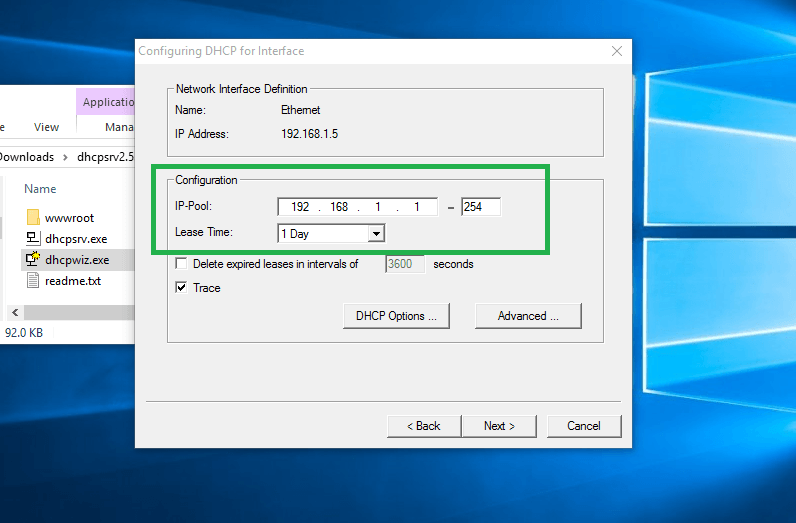 Configuring DHCP for Interface
Applicatio
e View Mana
Downloads > dhcpsrv2.5
Name
wwwroot
dhcpsrv.exe
dhcpwiz.exe
readme.txt
92.0 KB
Network Interface Definition
Name: Ethernet
IP Address: 192.168.1.5
Configuration
IP-Pool: 192 . 168 . 1 . 1 – 254
Lease Time: 1 Day
Delete expired leases in intervals of 3600 seconds
Trace
DHCP Options ... Advanced ...
< Back Next > Cancel